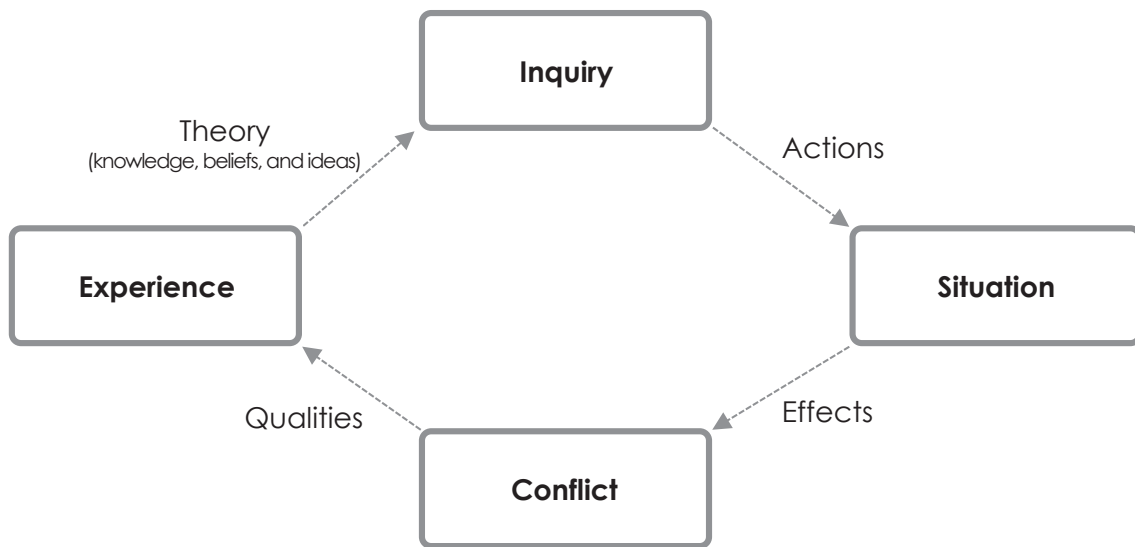 Inquiry
Theory
(knowledge, beliefs, and ideas)
Actions
Experience
Situation
Qualities
Effects
Conflict